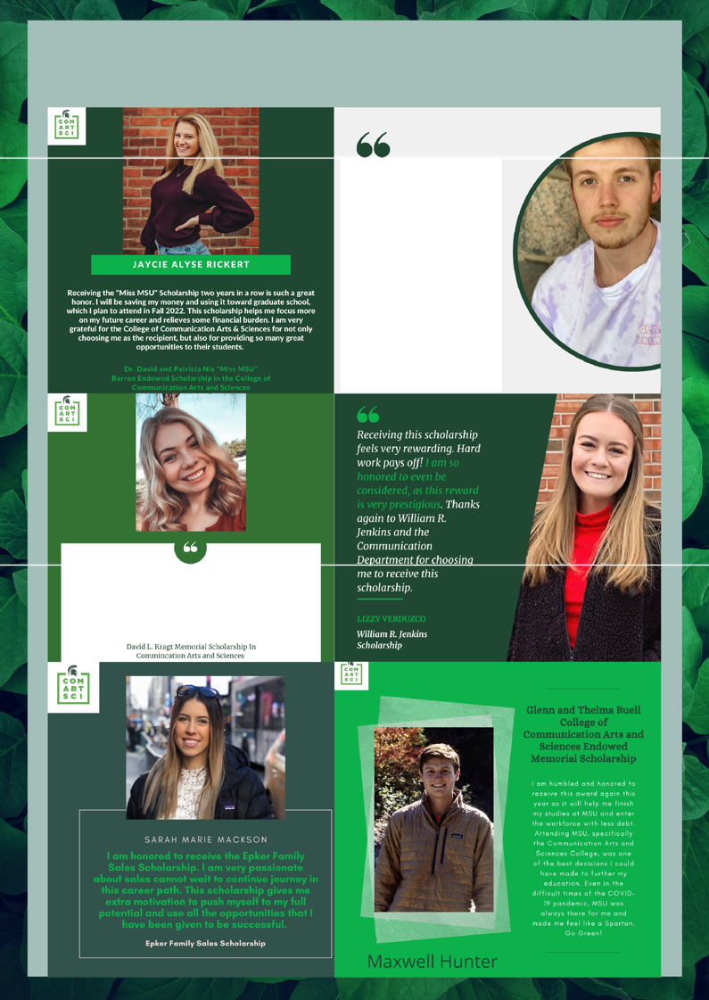 COM
ART
SCI
JAYCIE ALYSE RICKERT
Receiving the "Miss MSU" Scholarship two years in a row is such a great
honor. I will be saving my money and using it toward graduate school,
which I plan to attend in Fall 2022. This scholarship helps me focus more
on my future career and relieves some financial burden. I am very
grateful for the College of Communication Arts & Sciences for not only
choosing me as the recipient, but also for providing so many great
opportunities to their students.
Dr. David and Patricia Nix "Miss MSU"
Barron Endowed Scholarship in the College of
Communication Arts and Sciences
“
COM
ART
SCI
“
David L. Kragt Memorial Scholarship In
Commincation Arts and Sciences
“
Receiving this scholarship
feels very rewarding. Hard
work pays off! I am so
honored to even be
considered, as this reward
is very prestigious. Thanks
again to William R.
Jenkins and the
Communication
Department for choosing
me to receive this
scholarship.
LIZZY VERDUZCO
William R. Jenkins
Scholarship
COM
ART
SCI
SARAH MARIE MACKSON
I am honored to receive the Epker Family
Sales Scholarship. I am very passionate
about sales cannot wait to continue journey in
this career path. This scholarship gives me
extra motivation to push myself to my full
potential and use all the opportunities that I
have been given to be successful.
Epker Family Sales Scholarship
COM
ART
SCI
Maxwell Hunter
Glenn and Thelma Buell
College of
Communication Arts and
Sciences Endowed
Memorial Scholarship
I am humbled and honored to
receive this award again this
year as it will help me finish
my studies at MSU and enter
the workforce with less debt.
Attending MSU, specifically
the Communication Arts and
Sciences College, was one
of the best decisions I could
have made to further my
education. Even in the
difficult times of the COVID-
19 pandemic, MSU was
always there for me and
made me feel like a Spartan.
Go Green!